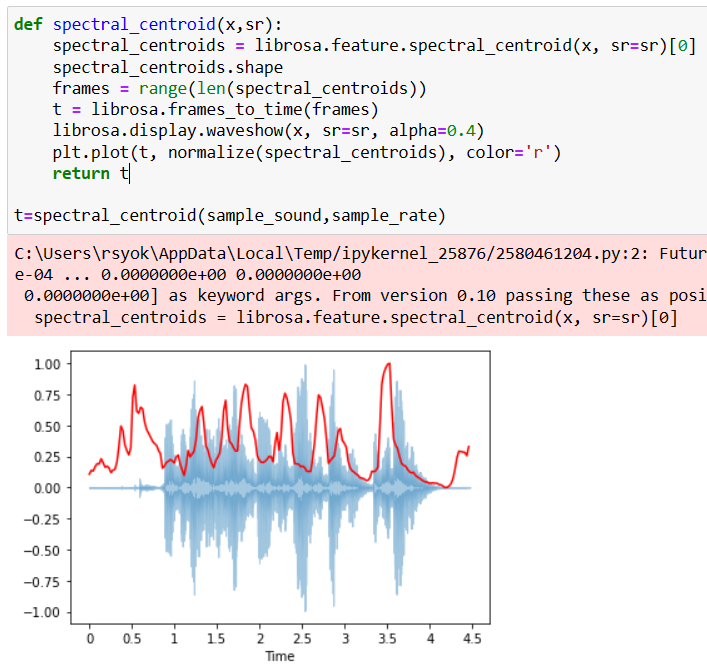 def spectral_centroid(x,sr):
    spectral_centroids = librosa.feature.spectral_centroid(x, sr=sr)[0]
    spectral_centroids.shape
    frames = range(len(spectral_centroids))
    t = librosa.frames_to_time(frames)
    librosa.display.waveshow(x, sr=sr, alpha=0.4)
    plt.plot(t, normalize(spectral_centroids), color='r')
    return t
t=spectral_centroid(sample_sound,sample_rate)
C:\Users\rsyok\AppData\Local\Temp/ipykernel_25876/2580461204.py:2: Futur
e-04 ... 0.0000000e+00 0.0000000e+00
 0.0000000e+00] as keyword args. From version 0.10 passing these as posi
  spectral_centroids = librosa.feature.spectral_centroid(x, sr=sr)[0]
1.00
0.75
0.50
0.25
0.00
−0.25
−0.50
−0.75
−1.00
0 0.5 1 1.5 2 2.5 3 3.5 4 4.5
Time